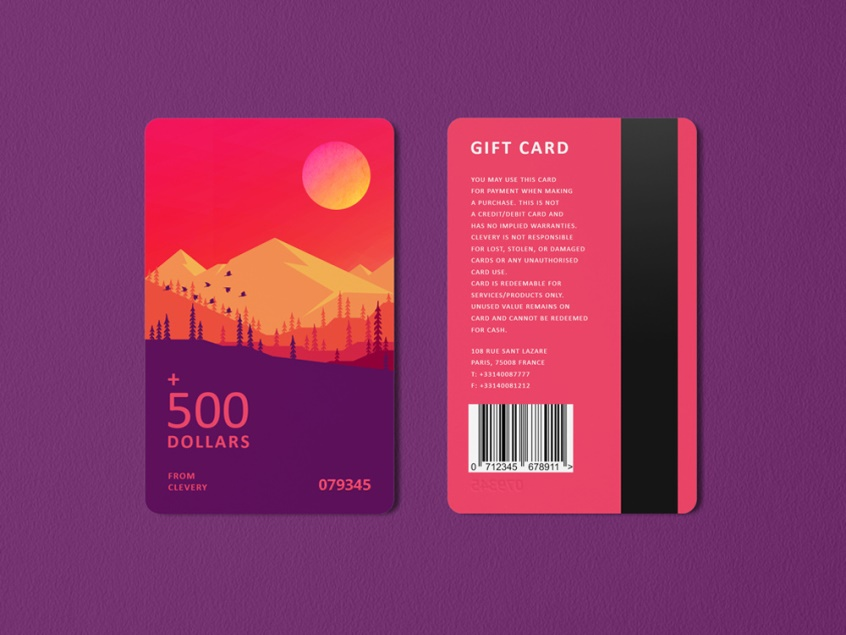 +
500
DOLLARS
FROM
CLEVERY
079345
GIFT CARD
YOU MAY USE THIS CARD
FOR PAYMENT WHEN MAKING
A PURCHASE. THIS IS NOT
A CREDIT/DEBIT CARD AND
HAS NO IMPLIED WARRANTIES.
CLEVERY IS NOT RESPONSIBLE
FOR LOST, STOLEN, OR DAMAGED
CARDS OR ANY UNAUTHORISED
CARD USE.
CARD IS REDEEMABLE FOR
SERVICES/PRODUCTS ONLY.
UNUSED VALUE REMAINS ON
CARD AND CANNOT BE REDEEMED
FOR CASH.
108 RUE SANT LAZARE
PARIS, 75008 FRANCE
T: +33140087777
F: +33140081212
0 712345 678911 >
079345